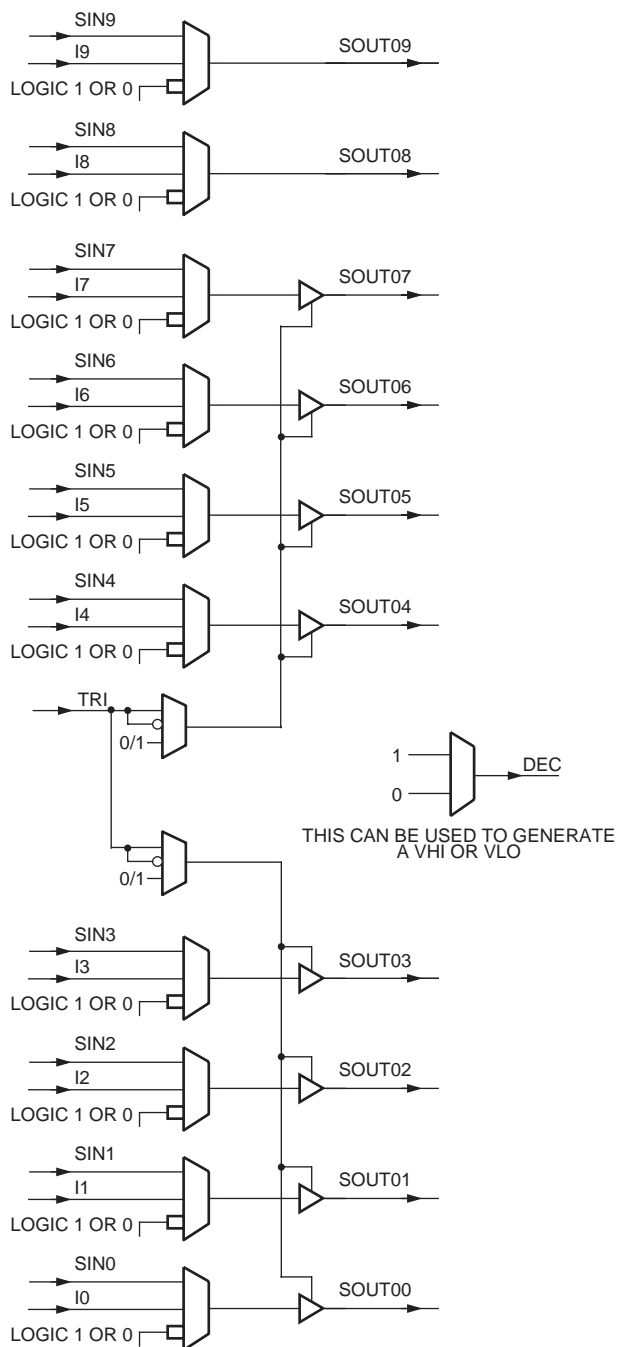 SIN9
I9
SOUT09
LOGIC 1 OR 0
SIN8
I8
SOUT08
LOGIC 1 OR 0
SIN7
I7
SOUT07
LOGIC 1 OR 0
SIN6
I6
SOUT06
LOGIC 1 OR 0
SIN5
I5
SOUT05
LOGIC 1 OR 0
SIN4
I4
SOUT04
LOGIC 1 OR 0
TRI
0/1
1
DEC
0
THIS CAN BE USED TO GENERATE
A VHI OR VLO
0/1
SIN3
I3
SOUT03
LOGIC 1 OR 0
SIN2
I2
SOUT02
LOGIC 1 OR 0
SIN1
I1
SOUT01
LOGIC 1 OR 0
SIN0
I0
SOUT00
LOGIC 1 OR 0